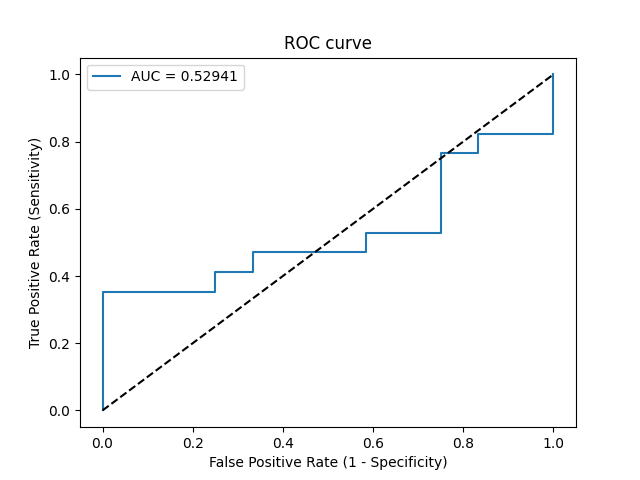 ROC curve
AUC = 0.52941
1.0
0.8
0.6
0.4
0.2
0.0
True Positive Rate (Sensitivity)
0.0 0.2 0.4 0.6 0.8 1.0
False Positive Rate (1 - Specificity)